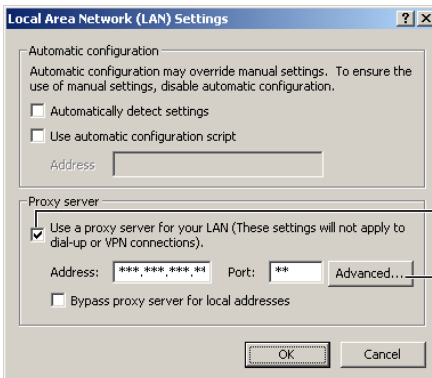 Local Area Network (LAN) Settings
Automatic configuration
Automatic configuration may override manual settings. To ensure the
use of manual settings, disable automatic configuration.
Automatically detect settings
Use automatic configuration script
Address
Proxy server
Use a proxy server for your LAN (These settings will not apply to
dial-up or VPN connections).
Address: ***.***.***.** Port: ** Advanced...
Bypass proxy server for local addresses
OK Cancel